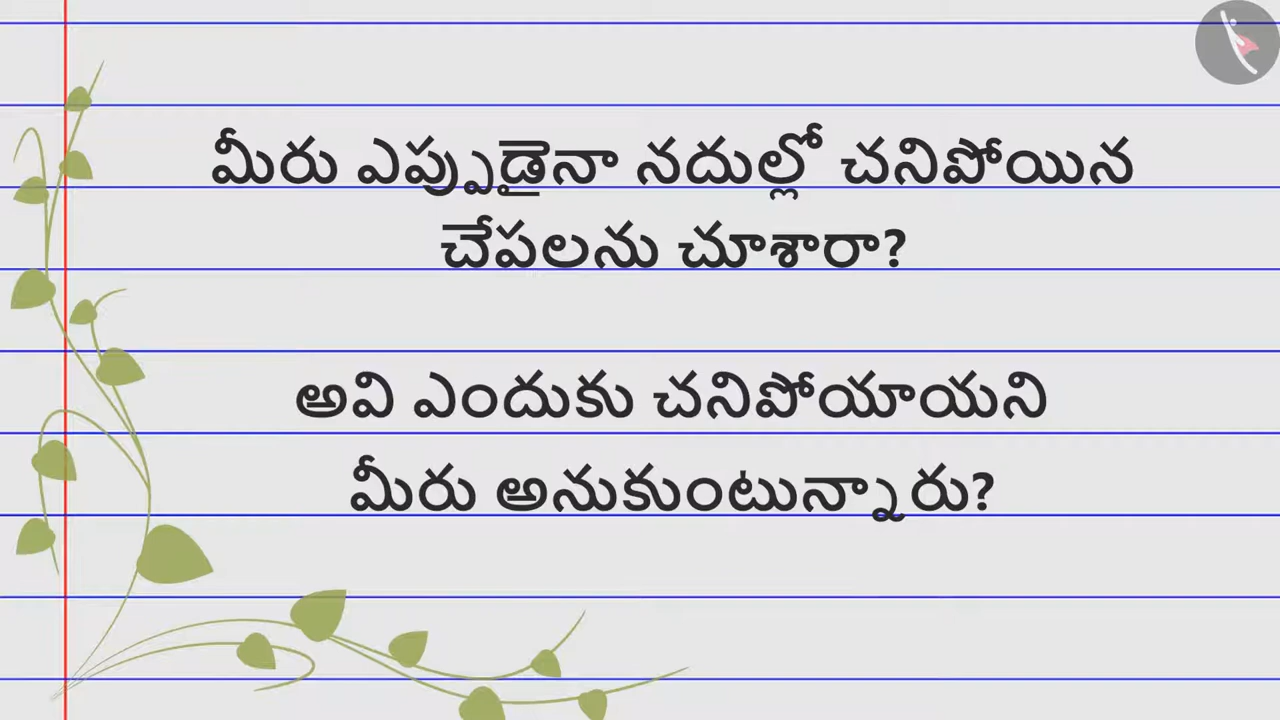 మీరు ఎప్పుడైనా నదుల్లో చనిపోయిన
చేపలను చూశారా?
అవి ఎందుకు చనిపోయాయని
మీరు అనుకుంటున్నారు?